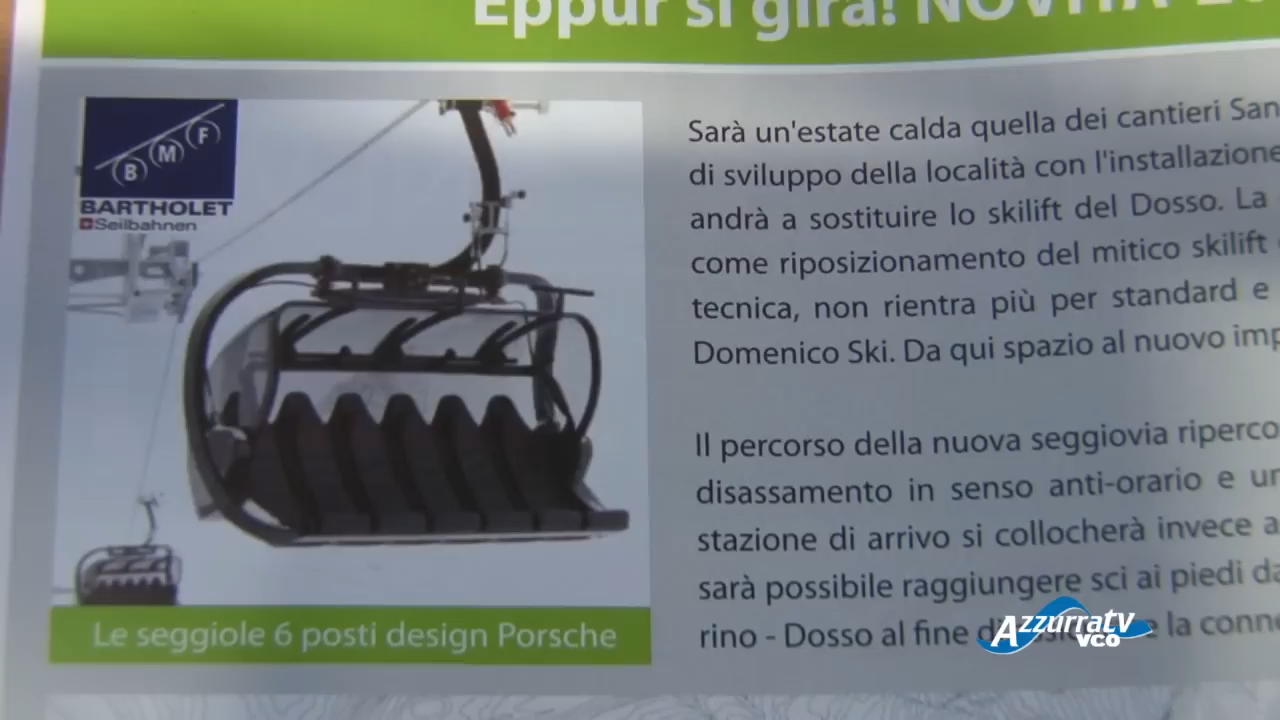 Eppur si gira! NOVITÀ
B M F
BARTHOLET
Seilbahnen
Sarà un'estate calda quella dei cantieri San
di sviluppo della località con l'installazione
andrà a sostituire lo skilift del Dosso. La
come riposizionamento del mitico skilift
tecnica, non rientra più per standard e
Domenico Ski. Da qui spazio al nuovo imp
Il percorso della nuova seggiovia riperco
disassamento in senso anti-orario e un
stazione di arrivo si collocherà invece a
sarà possibile raggiungere sci ai piedi da
rino - Dosso al fine la conn
Le seggiole 6 posti design Porsche
Azzurratv
vco